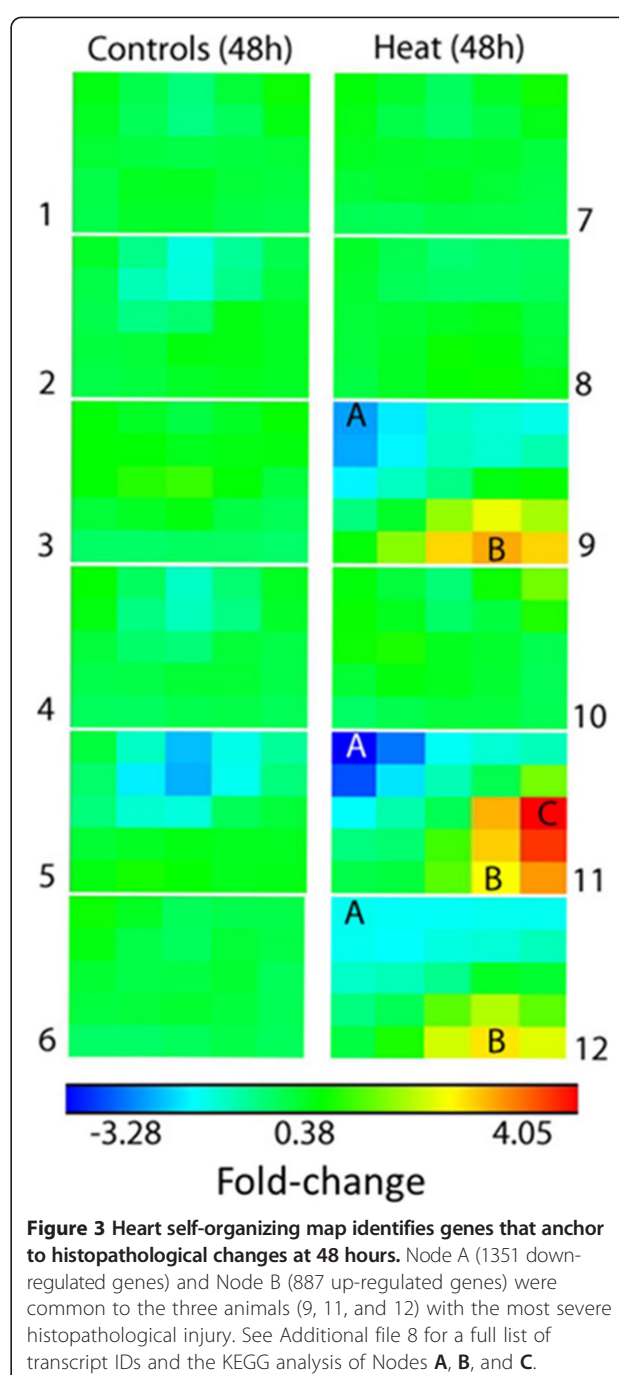 Controls (48h) Heat (48h)
1 7
2 8
A
3 B 9
4 10
A
C
5 B 11
A
6 B 12
-3.28 0.38 4.05
Fold-change
Figure 3 Heart self-organizing map identifies genes that anchor
to histopathological changes at 48 hours. Node A (1351 down-
regulated genes) and Node B (887 up-regulated genes) were
common to the three animals (9, 11, and 12) with the most severe
histopathological injury. See Additional file 8 for a full list of
transcript IDs and the KEGG analysis of Nodes A, B, and C.